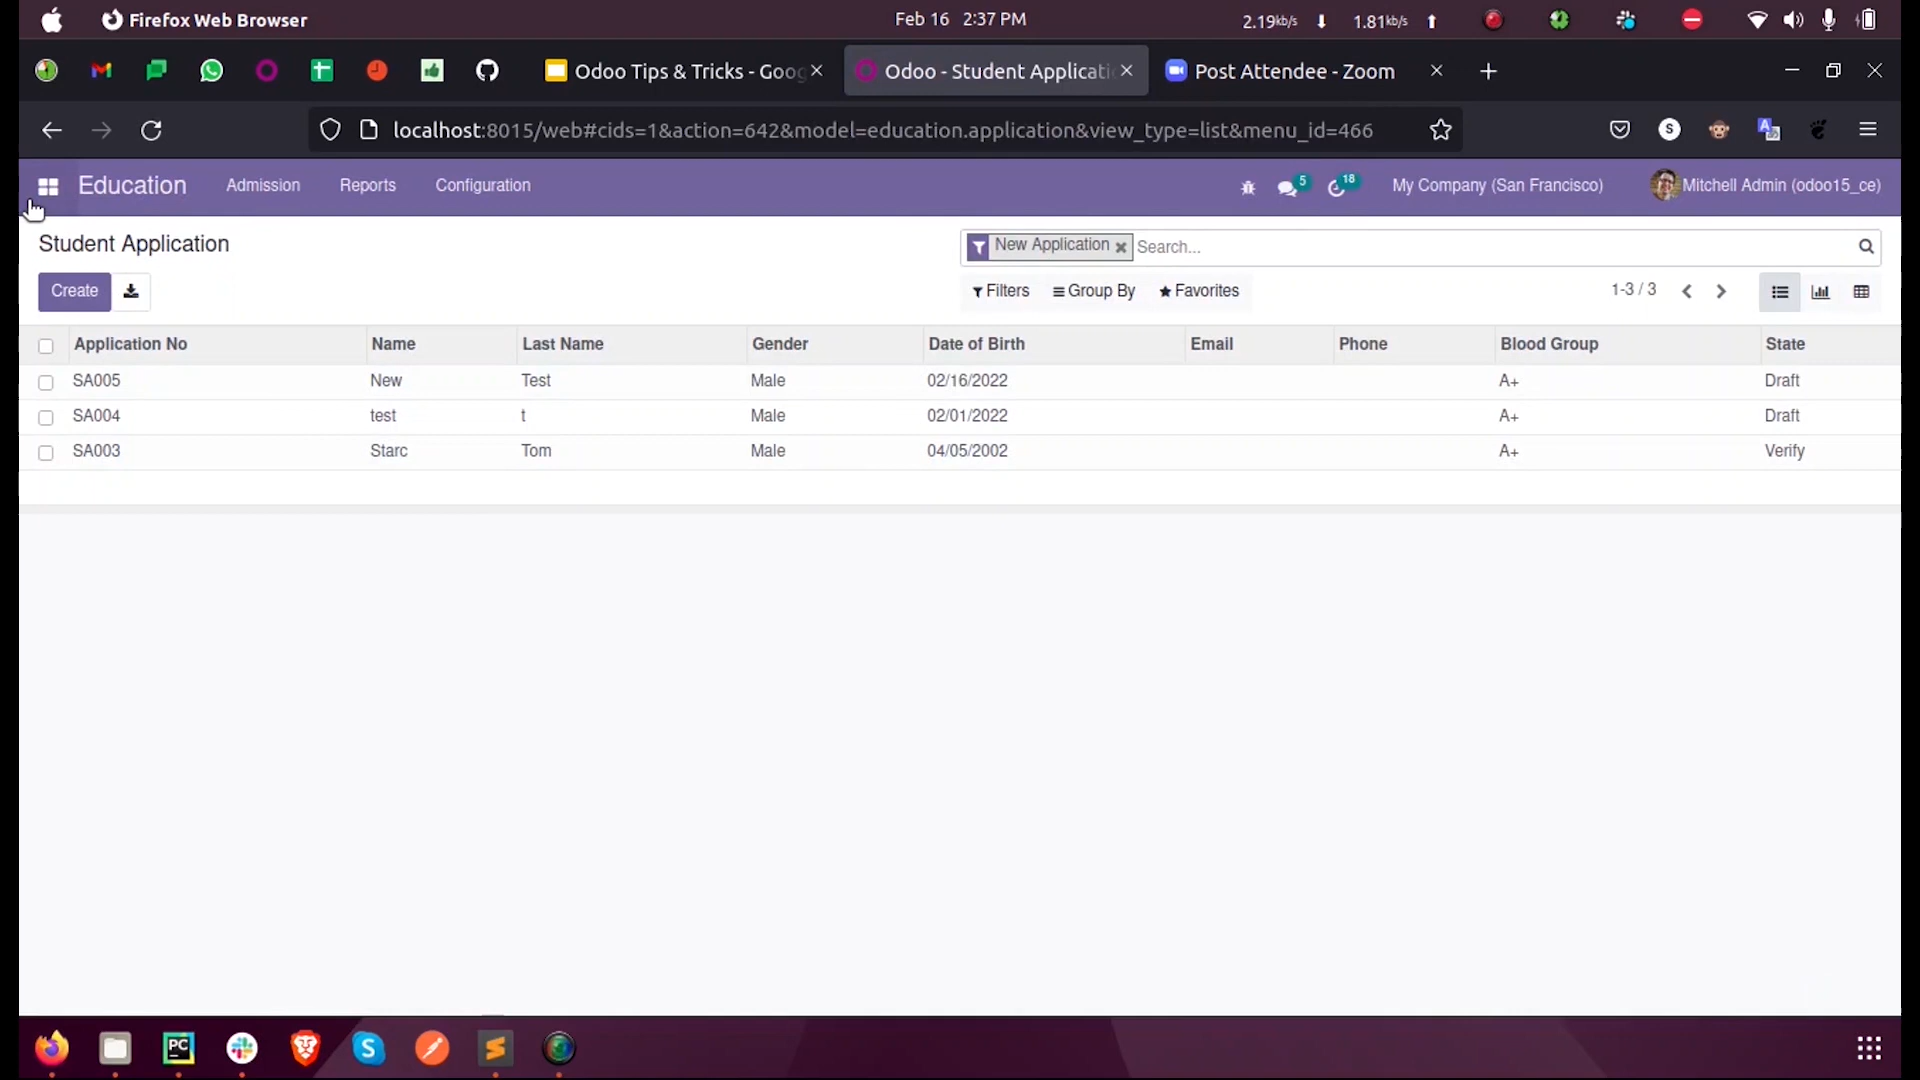 Firefox Web Browser
Feb 16 2:37 PM
2.19kb/s 1.81kb/s
Odoo Tips & Tricks - Goog
Odoo - Student Applicati
Post Attendee - Zoom
localhost:8015/web#cids=1&action=642&model=education.application&view_type=list&menu_id=466
S
A
Education
Admission
Reports
Configuration
5
18
My Company (San Francisco)
Mitchell Admin (odoo15_ce)
Student Application
New Application
Search...
Create
Filters
Group By
Favorites
1-3 / 3
Application No Name Last Name Gender Date of Birth Email Phone Blood Group State
SA005 New Test Male 02/16/2022 A+ Draft
SA004 test t Male 02/01/2022 A+ Draft
SA003 Starc Tom Male 04/05/2002 A+ Verify
PC
S